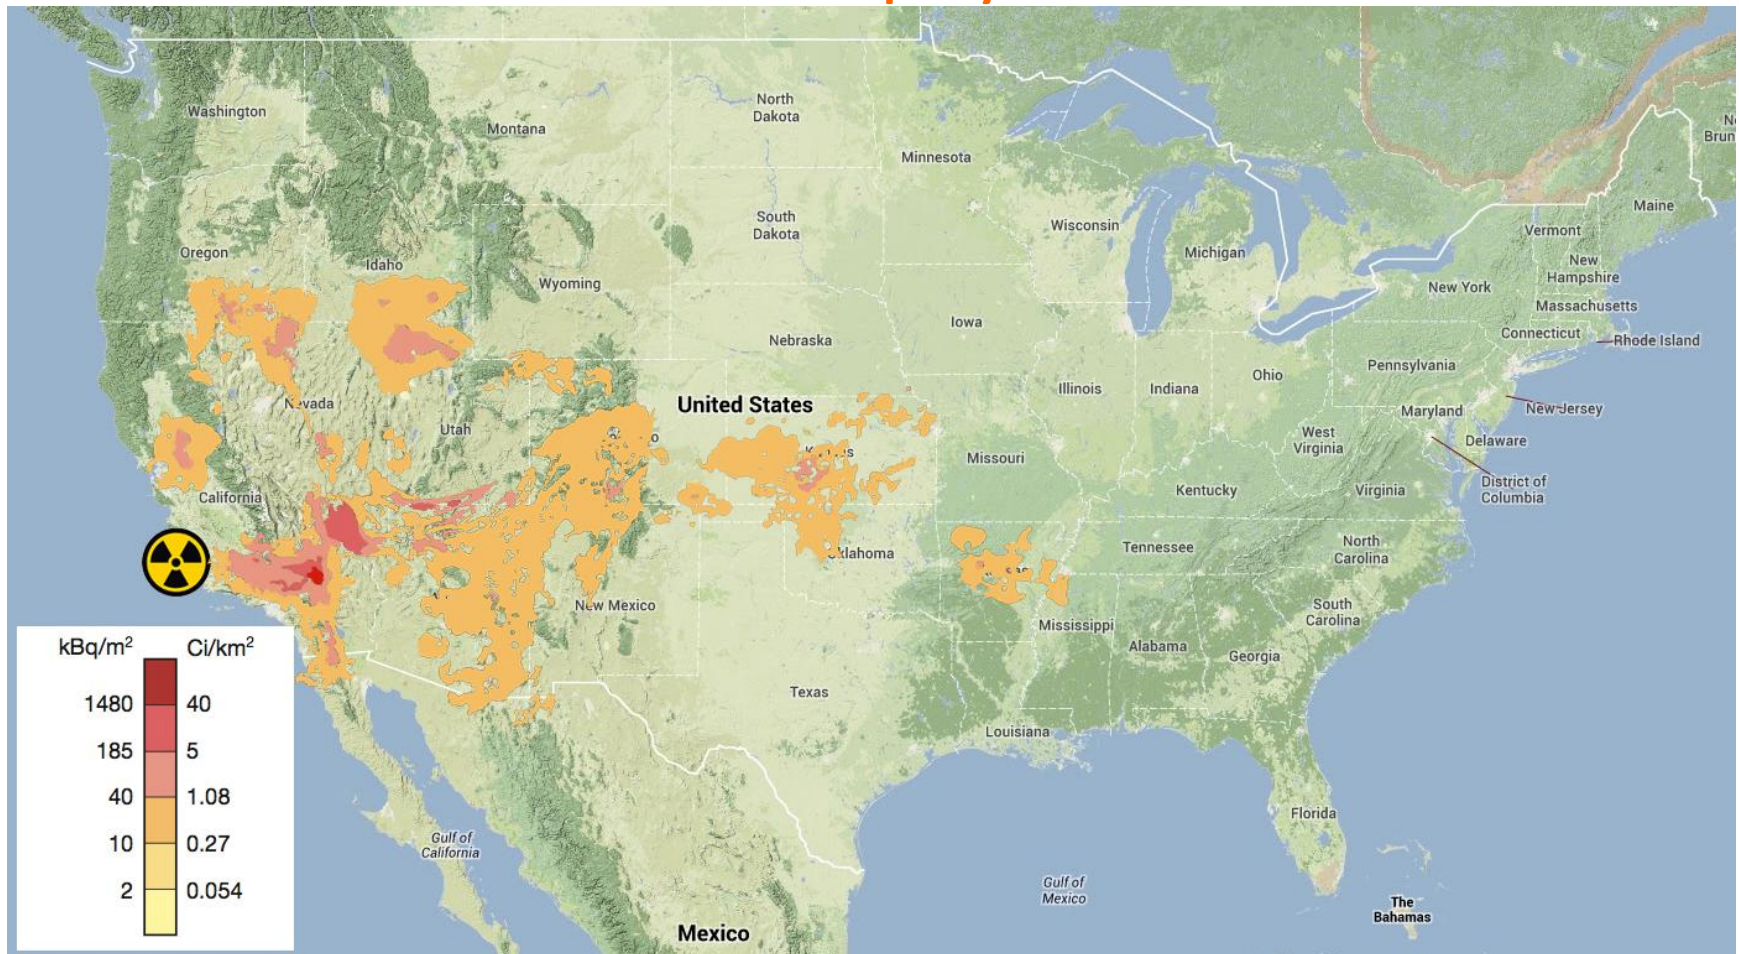 Washington
Montana
North
Dakota
Minnesota
Brun
Maine
Wisconsin
Michigan
Vermont
New
Hampshire
Oregon
Idaho
South
Dakota
Wyoming
New York
Massachusetts
Connecticut
Rhode Island
Iowa
Nebraska
Pennsylvania
Illinois
Indiana
Ohio
Nevada
United States
Maryland
New Jersey
Utah
West
Virginia
Delaware
Missouri
California
Kentucky
Virginia
District of
Columbia
Oklahoma
Tennessee
North
Carolina
New Mexico
South
Carolina
Mississippi
Alabama
Georgia
Texas
Louisiana
Florida
Gulf of
California
Gulf of
Mexico
The
Bahamas
Mexico
kBq/m² Ci/km²
1480 40
185 5
40 1.08
10 0.27
2 0.054